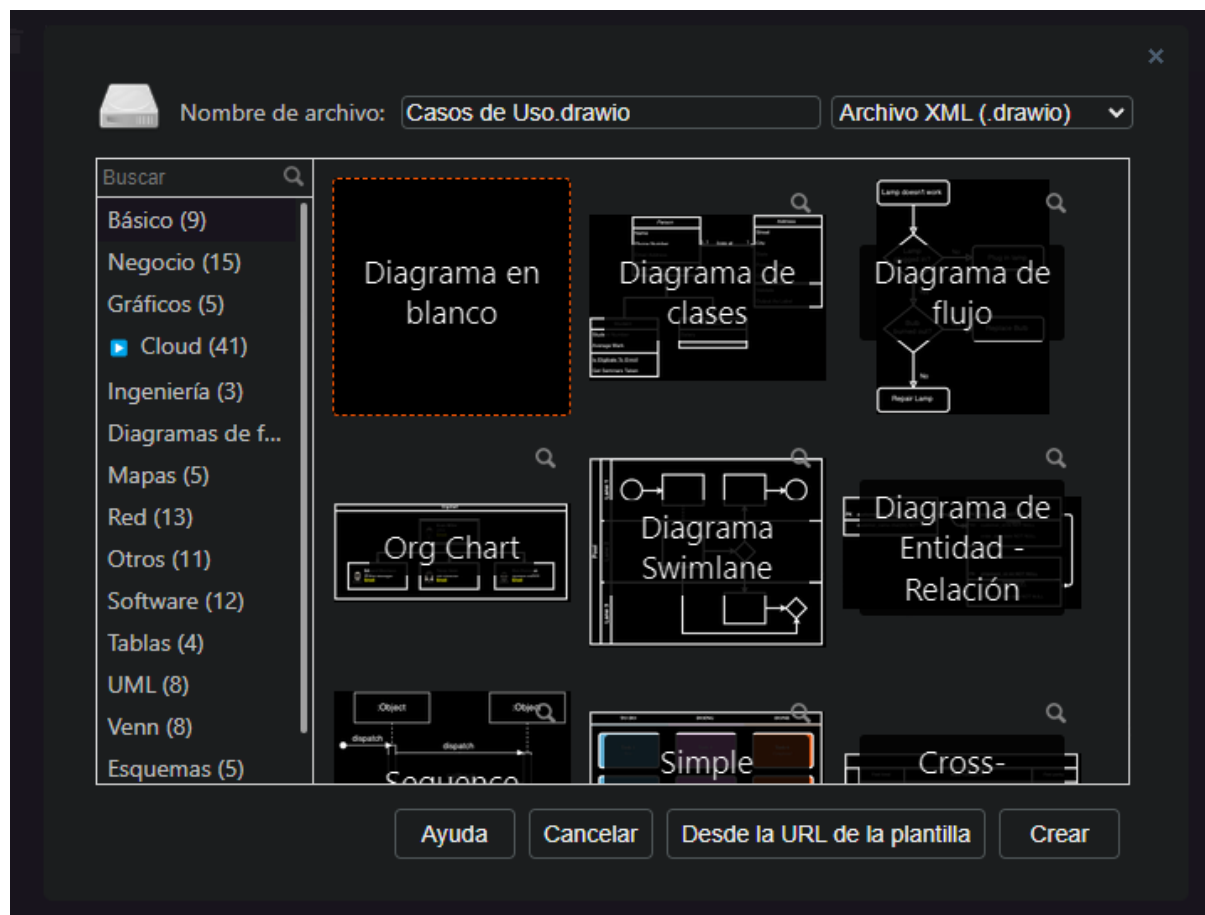 ×
Nombre de archivo: Casos de Uso.drawio Archivo XML (.drawio)
Buscar
Básico (9)
Negocio (15)
Gráficos (5)
Cloud (41)
Ingeniería (3)
Diagramas de f...
Mapas (5)
Red (13)
Otros (11)
Software (12)
Tablas (4)
UML (8)
Venn (8)
Esquemas (5)
Diagrama en
blanco
Diagrama de
clases
Lamp doesn't work
Diagrama de
flujo
No
Repair Lamp
Org Chart
Diagrama
Swimlane
Diagrama de
Entidad -
Relación
:Object
:Object
dispatch
dispatch
Sequence
Simple
Cross-
Ayuda
Cancelar
Desde la URL de la plantilla
Crear